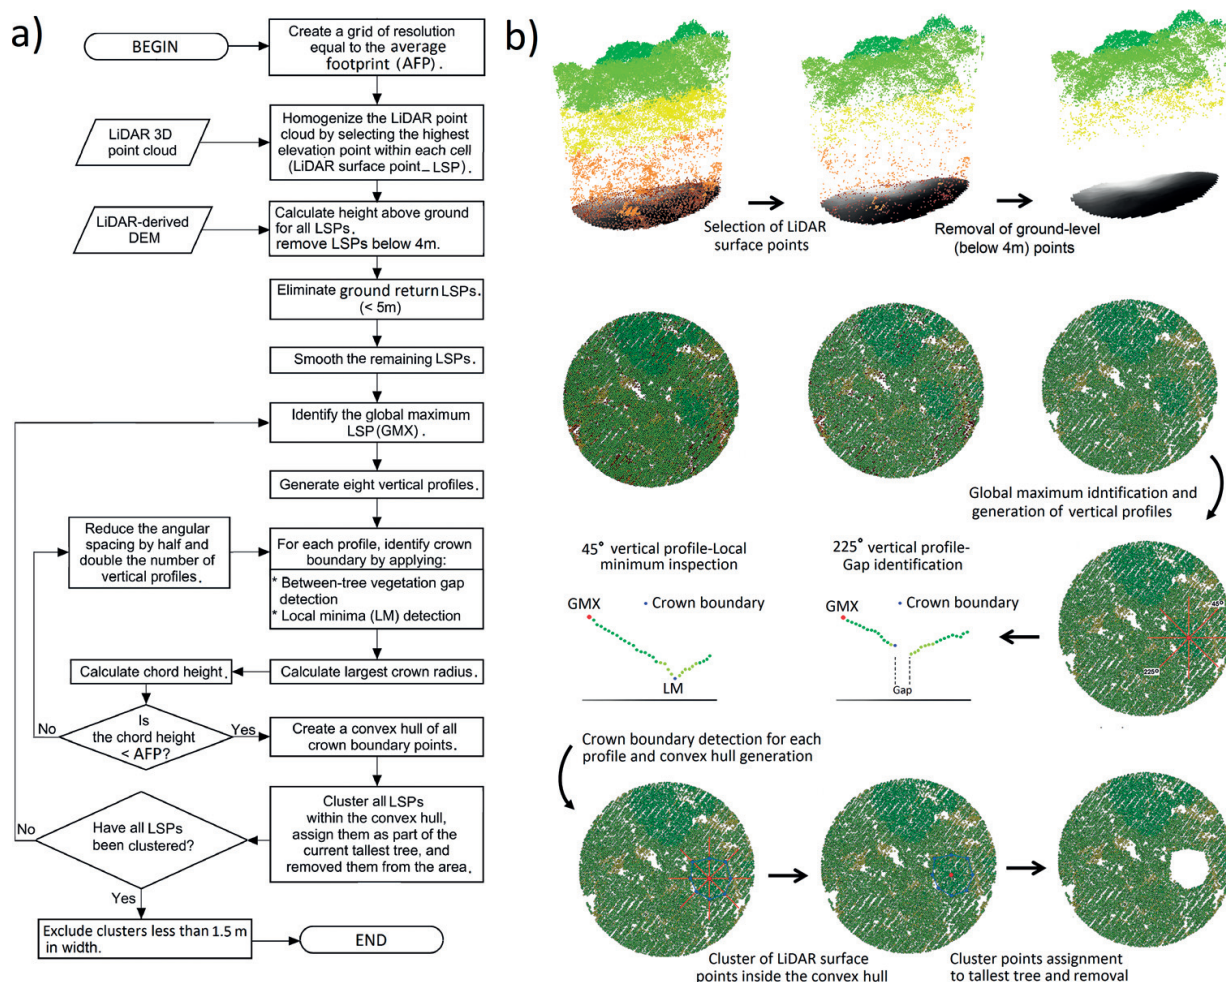 a)
BEGIN
Create a grid of resolution
equal to the average
footprint (AFP).
LiDAR 3D
point cloud
Homogenize the LiDAR point
cloud by selecting the highest
elevation point within each cell
(LiDAR surface point_ LSP).
LiDAR-derived
DEM
Calculate height above ground
for all LSPs.
remove LSPs below 4m.
Eliminate ground return LSPs.
(< 5m)
Smooth the remaining LSPs.
Identify the global maximum
LSP(GMX).
Generate eight vertical profiles.
Reduce the angular
spacing by half and
double the number of
vertical profiles.
For each profile, identify crown
boundary by applying:
* Between-tree vegetation gap
detection
* Local minima (LM) detection
Calculate largest crown radius.
Calculate chord height.
Is
the chord height
< AFP?
No
Yes
Create a convex hull of all
crown boundary points.
Cluster all LSPs
within the convex hull,
assign them as part of the
current tallest tree, and
removed them from the area.
Have all LSPs
been clustered?
No
Yes
Exclude clusters less than 1.5 m
in width.
END
b)
Selection of LiDAR
surface points
Removal of ground-level
(below 4m) points
Global maximum idntification and
generation of vertical profiles
45° vertical profile-Local
minimum inspection
GMX
Crown boundary
LM
225° vertical profile-
Gap identification
GMX
Crown boundary
Gap
45°
225°
Crown boundary detection for each
profile and convex hull generation
Cluster of LiDAR surface
points inside the convex hull
Cluster points assignment
to tallest tree and removal